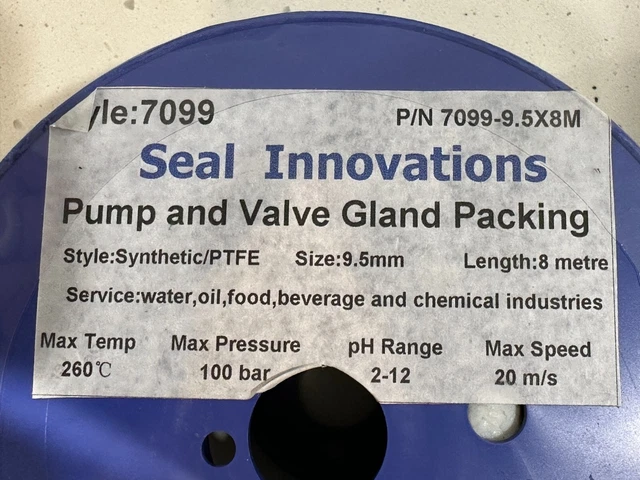 yle:7099 P/N 7099-9.5X8M
Seal Innovations
Pump and Valve Gland Packing
Style:Synthetic/PTFE Size:9.5mm Length:8 metre
Service:water,oil,food,beverage and chemical industries
Max Temp Max Pressure pH Range Max Speed
260℃ 100 bar 2-12 20 m/s